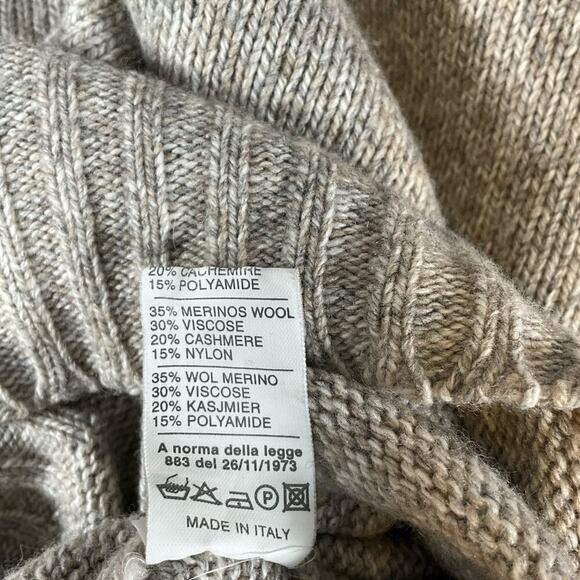 20% CACHEMIRE
15% POLYAMIDE
35% MERINOS WOOL
30% VISCOSE
20% CASHMERE
15% NYLON
35% WOL MERINO
30% VISCOSE
20% KASJMIER
15% POLYAMIDE
A norma della legge
883 del 26/11/1973
P
MADE IN ITALY